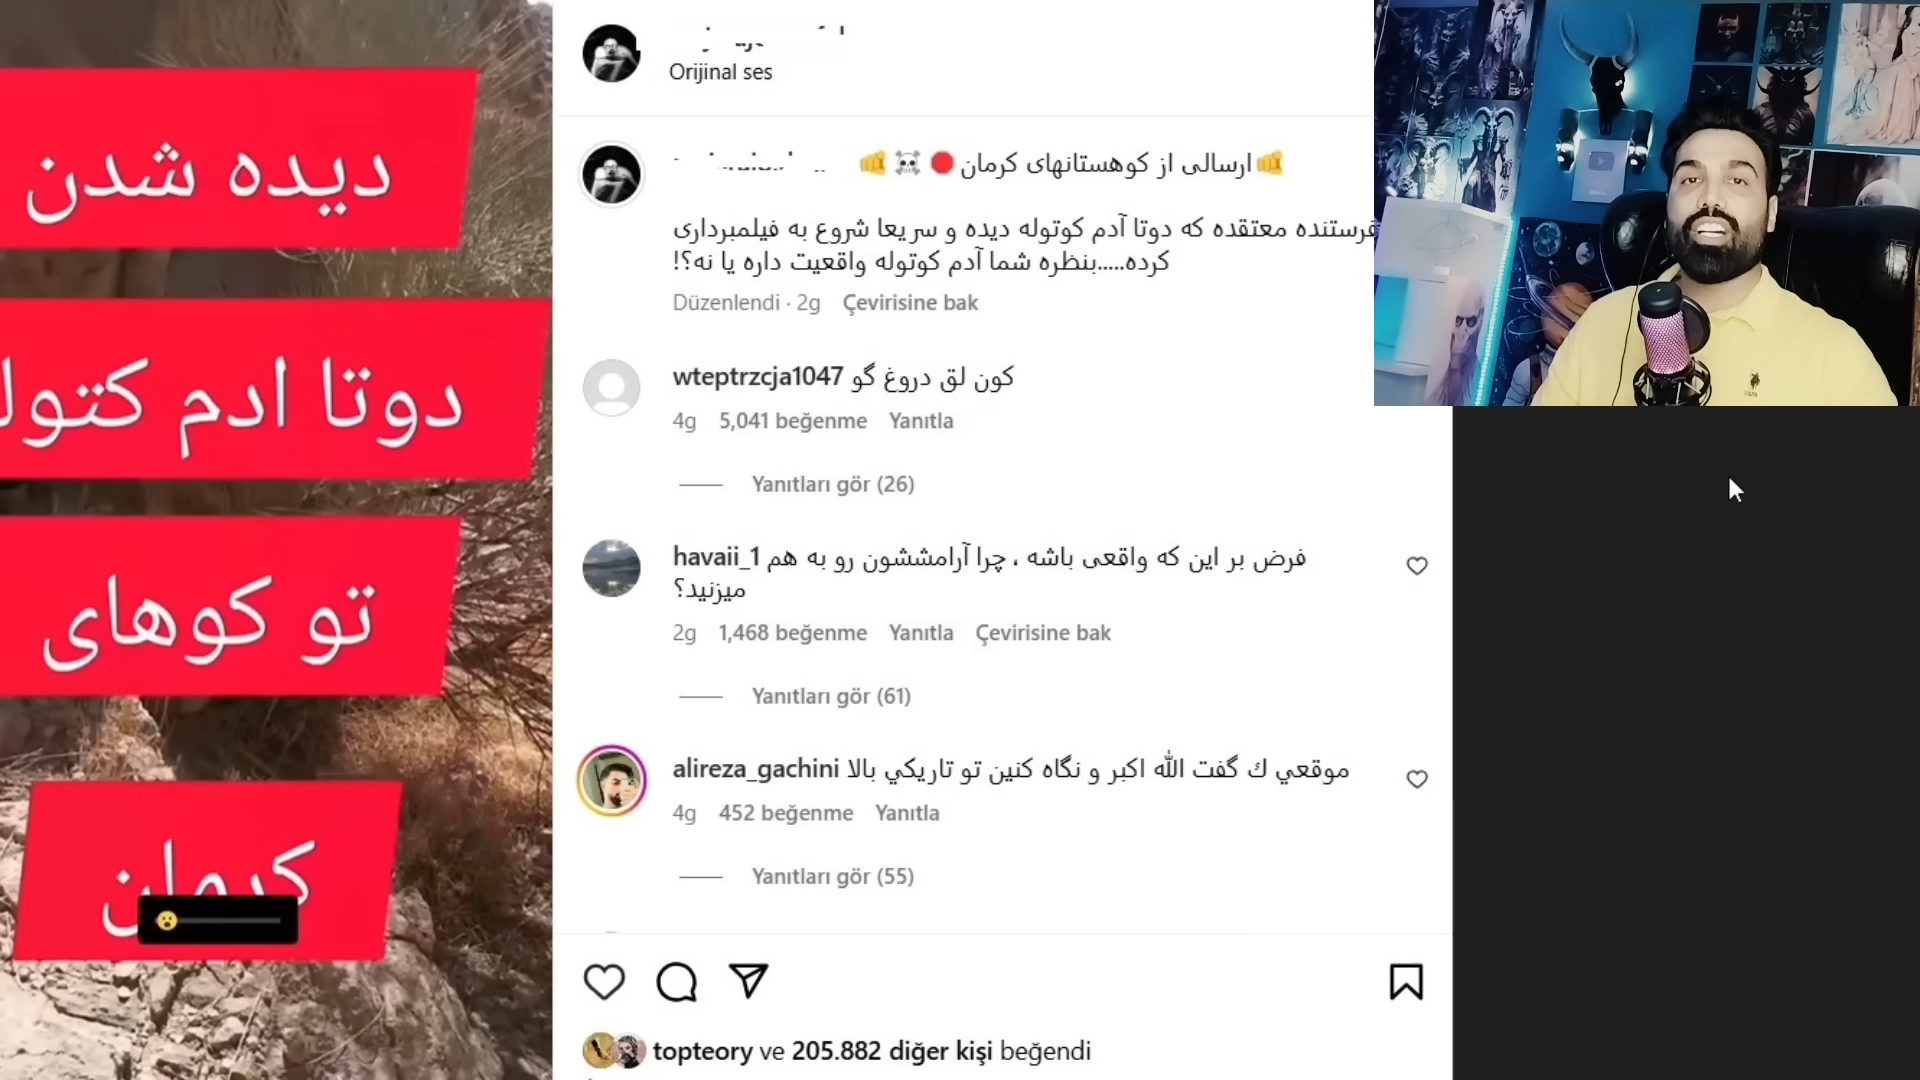 دیده شدن
دوتا ادم کتول
تو کوهای
کرمان
Orijinal ses
ارسالی از کوهستانهای کرمان
فرستنده معتقده که دوتا آدم کوتوله دیده و سریعا شروع به فیلمبرداری
کرده.....بنظره شما آدم کوتوله واقعیت داره یا نه؟!
Düzenlendi · 2g Çevirisine bak
wteptrzcja1047 کون لق دروغ گو
4g 5,041 beğenme Yanıtla
Yanıtları gör (26)
havaii_1 فرض بر این که واقعی باشه ، چرا آرامششون رو به هم
میزنید؟
2g 1,468 beğenme Yanıtla Çevirisine bak
Yanıtları gör (61)
alireza_gachini موقعي ك گفت الله اكبر و نگاه كنين تو تاريكي بالا
4g 452 beğenme Yanıtla
Yanıtları gör (55)
topteory ve 205.882 diğer kişi beğendi